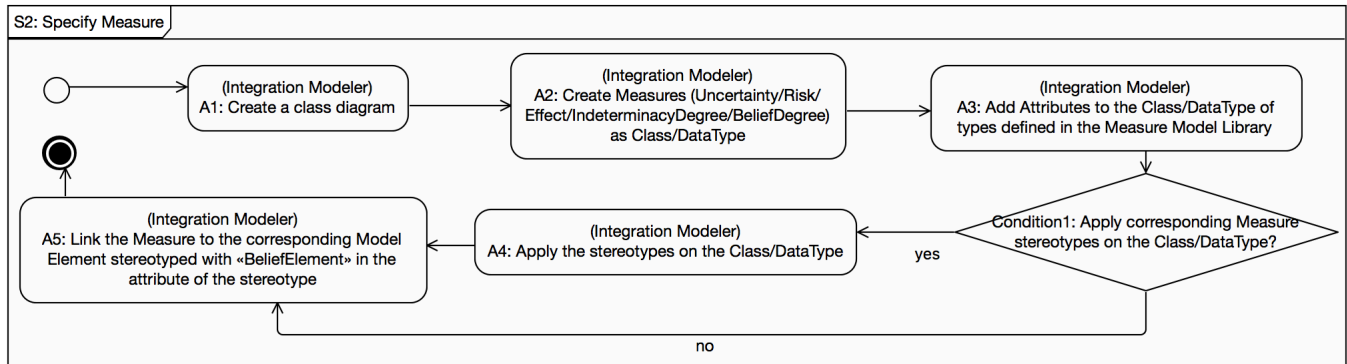 S2: Specify Measure
(Integration Modeler)
A1: Create a class diagram
(Integration Modeler)
A2: Create Measures (Uncertainty/Risk/
Effect/IndeterminacyDegree/BeliefDegree)
as Class/DataType
(Integration Modeler)
A3: Add Attributes to the Class/DataType of
types defined in the Measure Model Library
Condition1: Apply corresponding Measure
stereotypes on the Class/DataType?
yes
(Integration Modeler)
A4: Apply the stereotypes on the Class/DataType
(Integration Modeler)
A5: Link the Measure to the corresponding Model
Element stereotyped with «BeliefElement» in the
attribute of the stereotype
no